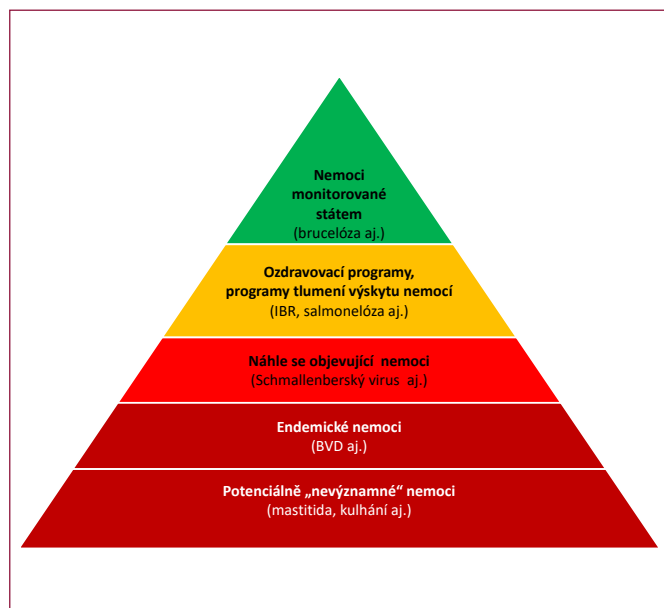 Nemoci
monitorované
státem
(brucelóza aj.)
Ozdravovací programy,
programy tlumení výskytu nemocí
(IBR, salmonelóza aj.)
Náhle se objevující nemoci
(Schmallenberský virus aj.)
Endemické nemoci
(BVD aj.)
Potenciálně „nevýznamné“ nemoci
(mastitida, kulhání aj.)